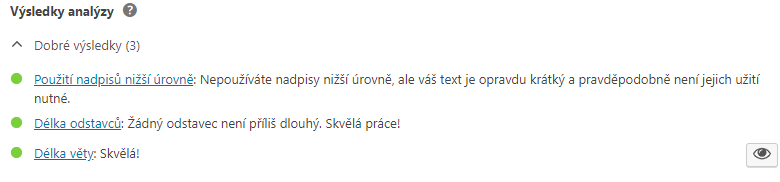 Výsledky analýzy
Dobré výsledky (3)
Použití nadpisů nižší úrovně: Nepoužíváte nadpisy nižší úrovně, ale váš text je opravdu krátký a pravděpodobně není jejich užití
nutné.
Délka odstavců: Žádný odstavec není příliš dlouhý. Skvělá práce!
Délka věty: Skvělá!